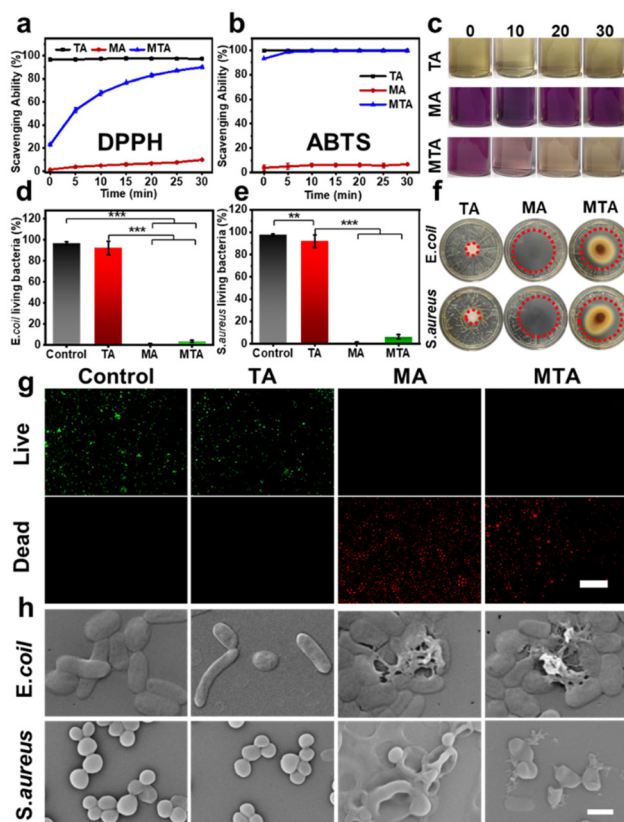 a
TA MA MTA
Scavenging Ability (%)
100
80
60
40
20
0
DPPH
0 5 10 15 20 25 30
Time (min)
b
Scavenging Ability (%)
100
80
60
40
20
0
TA
MA
MTA
ABTS
0 5 10 15 20 25 30
Time (min)
c
0 10 20 30
TA
MA
MTA
d
E.coil living bacteria (%)
120
100
80
60
40
20
0
***
***
Control TA MA MTA
e
S.aureus living bacteria (%)
120
100
80
60
40
20
0
** ***
Control TA MA MTA
f
TA MA MTA
E.coil
S.aureus
g
Control TA MA MTA
Live
Dead
h
E.coil
S.aureus